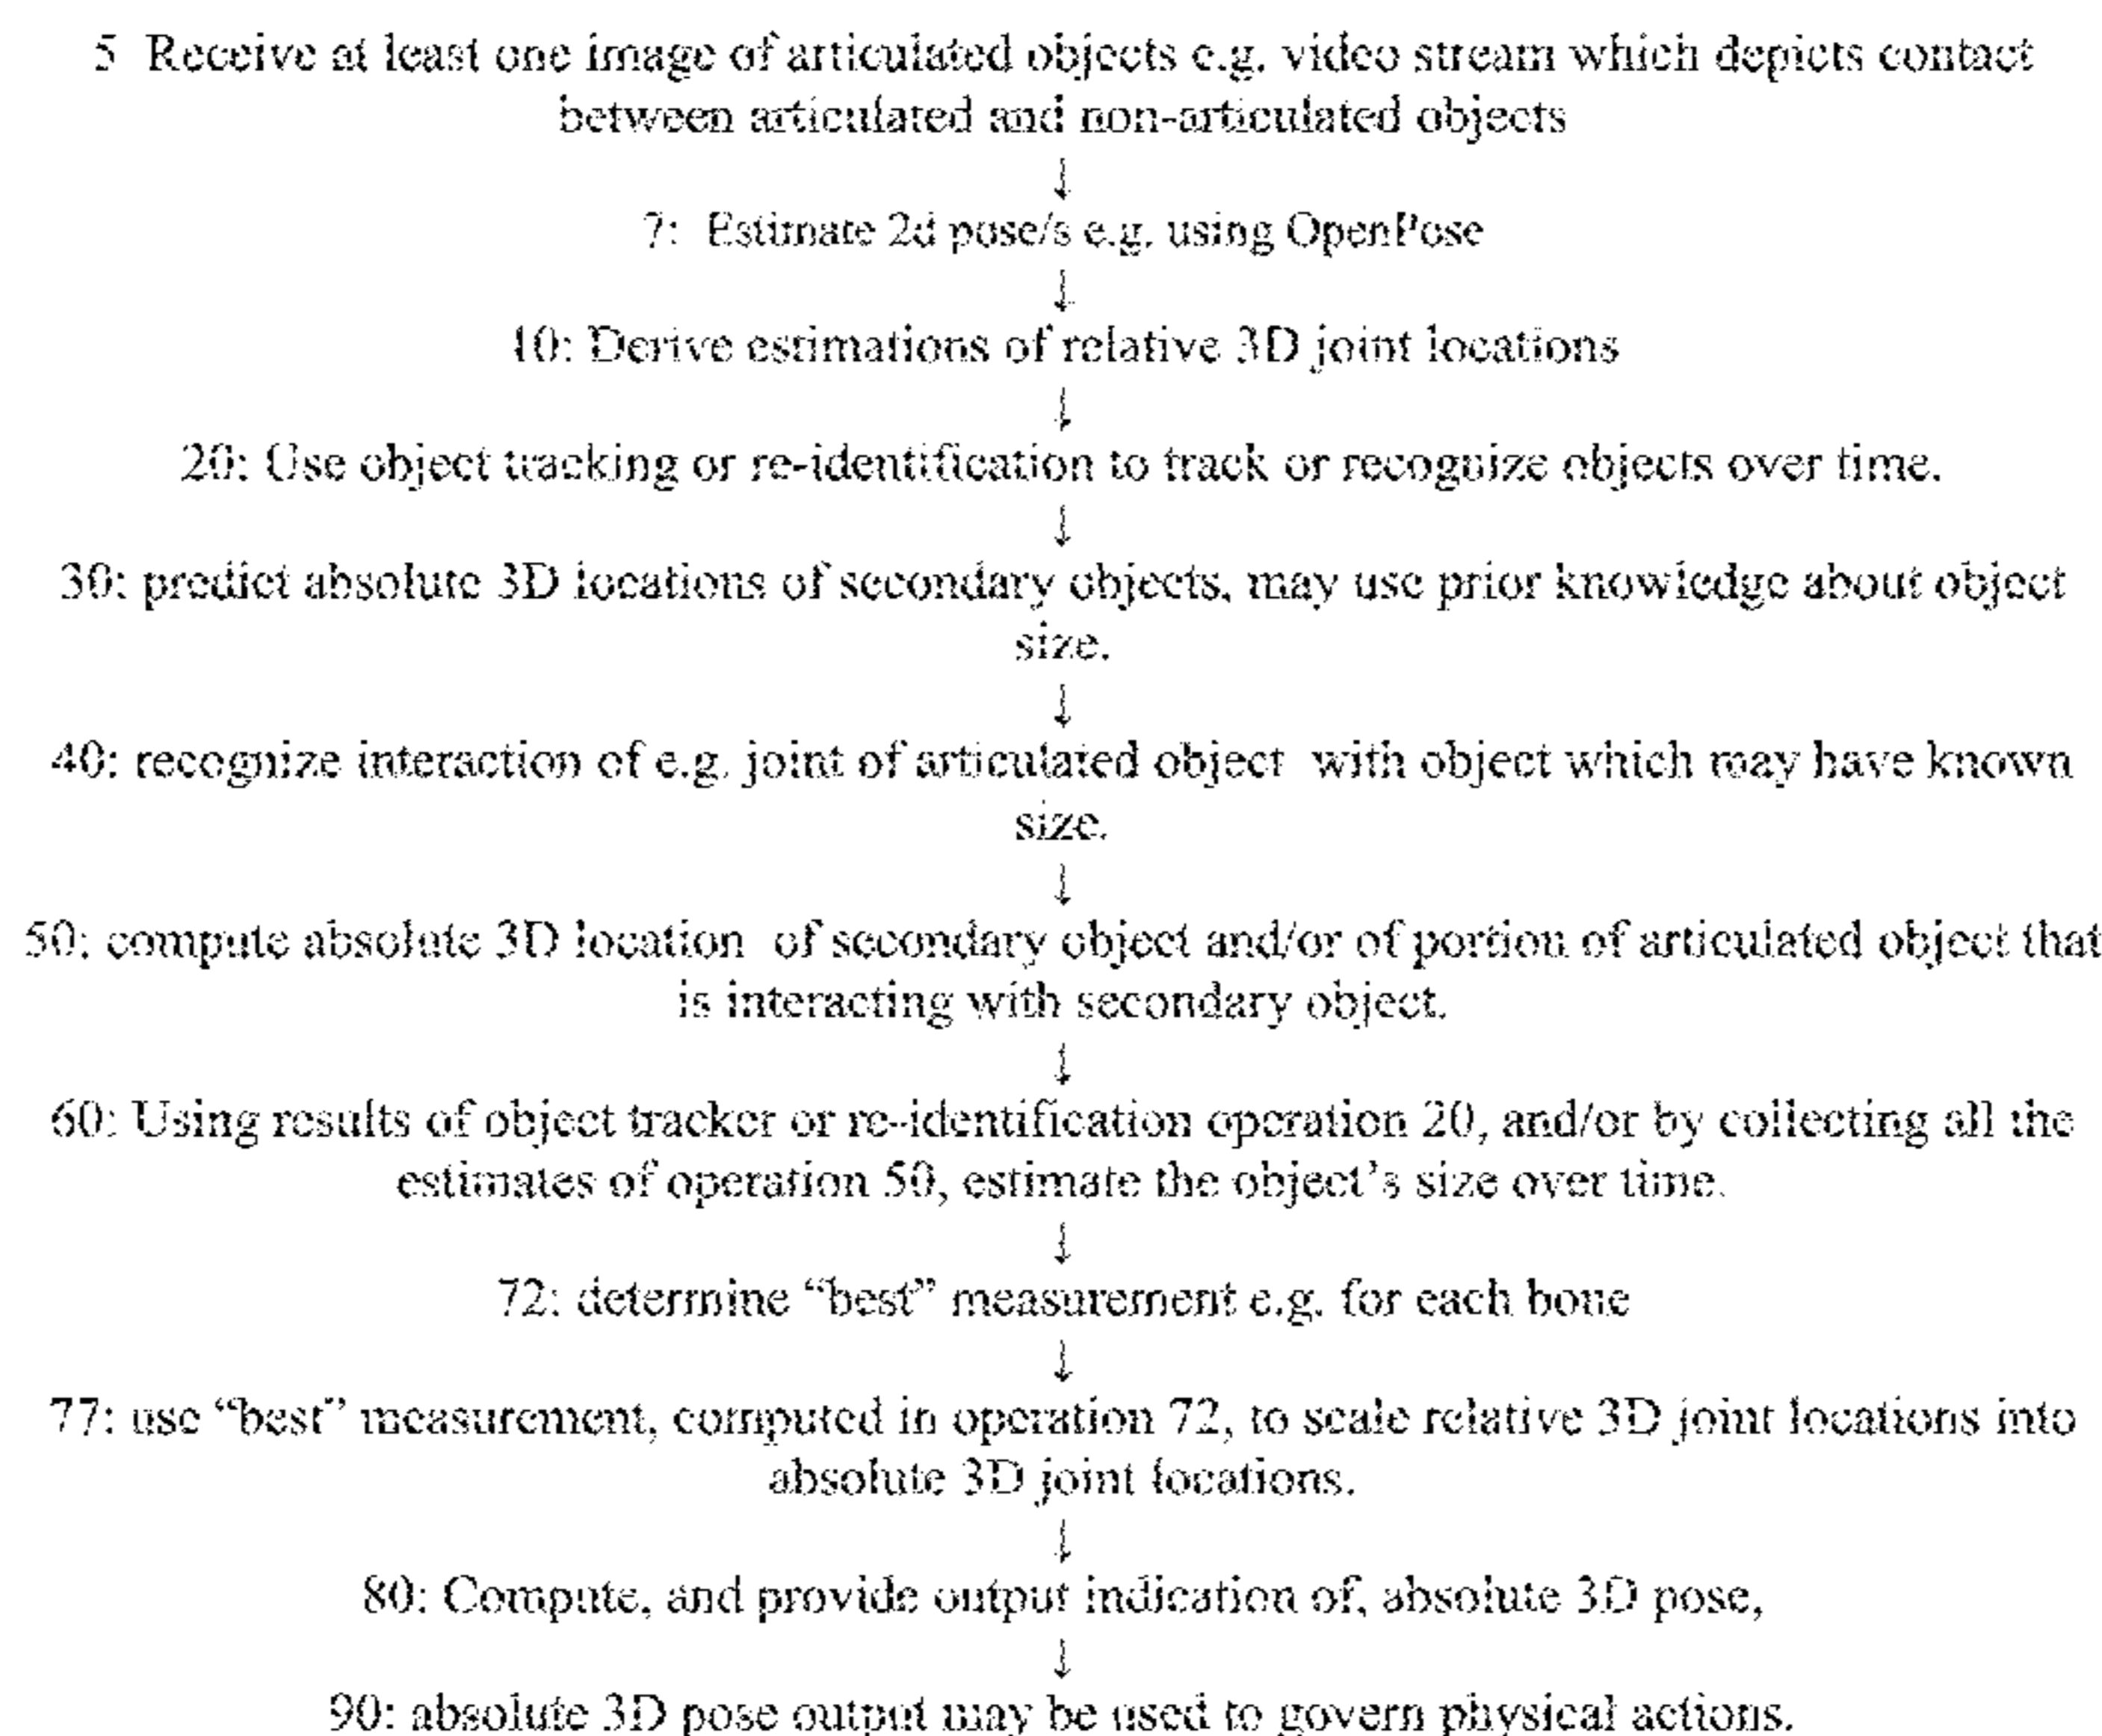 5 Receive at least one image of articulated objects e.g. video stream which depicts contact
between articulated and non-articulated objects
↓
7: Estimate 2d pose/s e.g. using OpenPose
↓
10: Derive estimations of relative 3D joint locations
↓
20: Use object tracking or re-identification to track or recognize objects over time.
↓
30: predict absolute 3D locations of secondary objects, may use prior knowledge about object
size.
↓
40: recognize interaction of e.g. joint of articulated object with object which may have known
size.
↓
50: compute absolute 3D location of secondary object and/or of portion of articulated object that
is interacting with secondary object.
↓
60: Using results of object tracker or re-identification operation 20, and/or by collecting all the
estimates of operation 50, estimate the object's size over time.
↓
72: determine “best” measurement e.g. for each bone
↓
77: use “best” measurement, computed in operation 72, to scale relative 3D joint locations into
absolute 3D joint locations.
↓
80: Compute, and provide output indication of, absolute 3D pose,
↓
90: absolute 3D pose output may be used to govern physical actions.